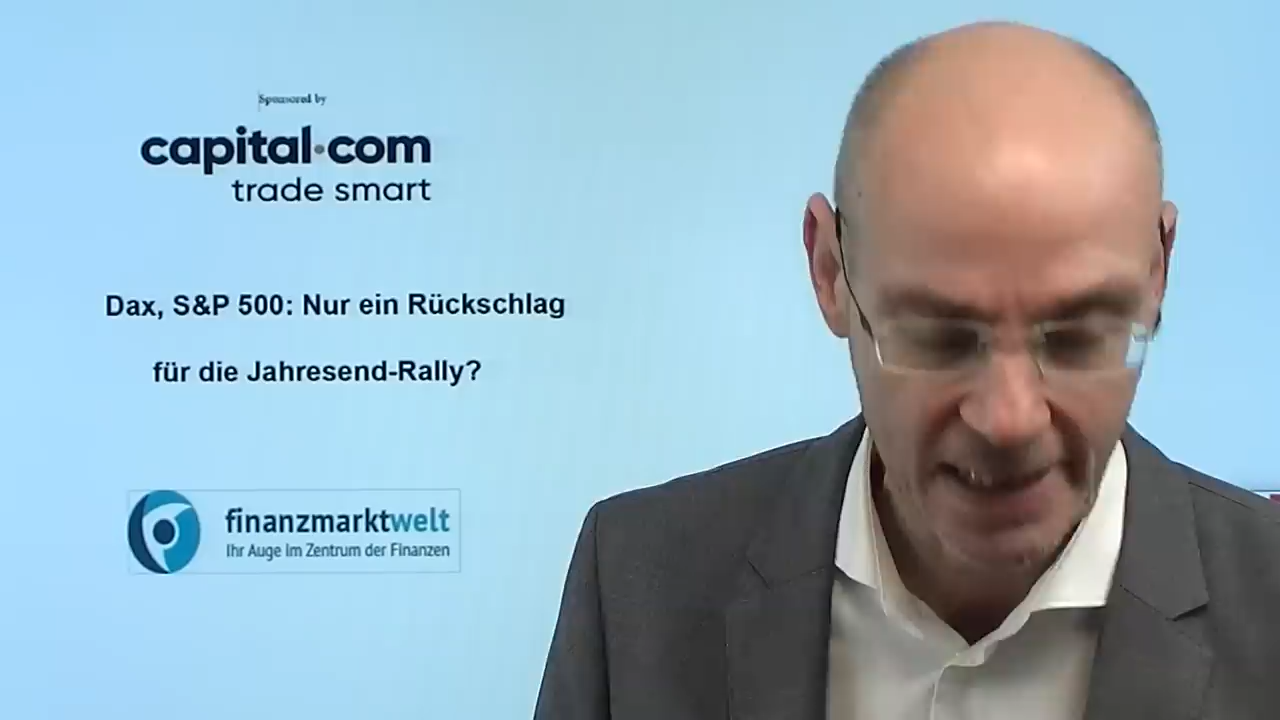 Sponsored by
capital.com
trade smart
Dax, S&P 500: Nur ein Rückschlag
für die Jahresend-Rally?
finanzmarktwelt
Ihr Auge im Zentrum der Finanzen